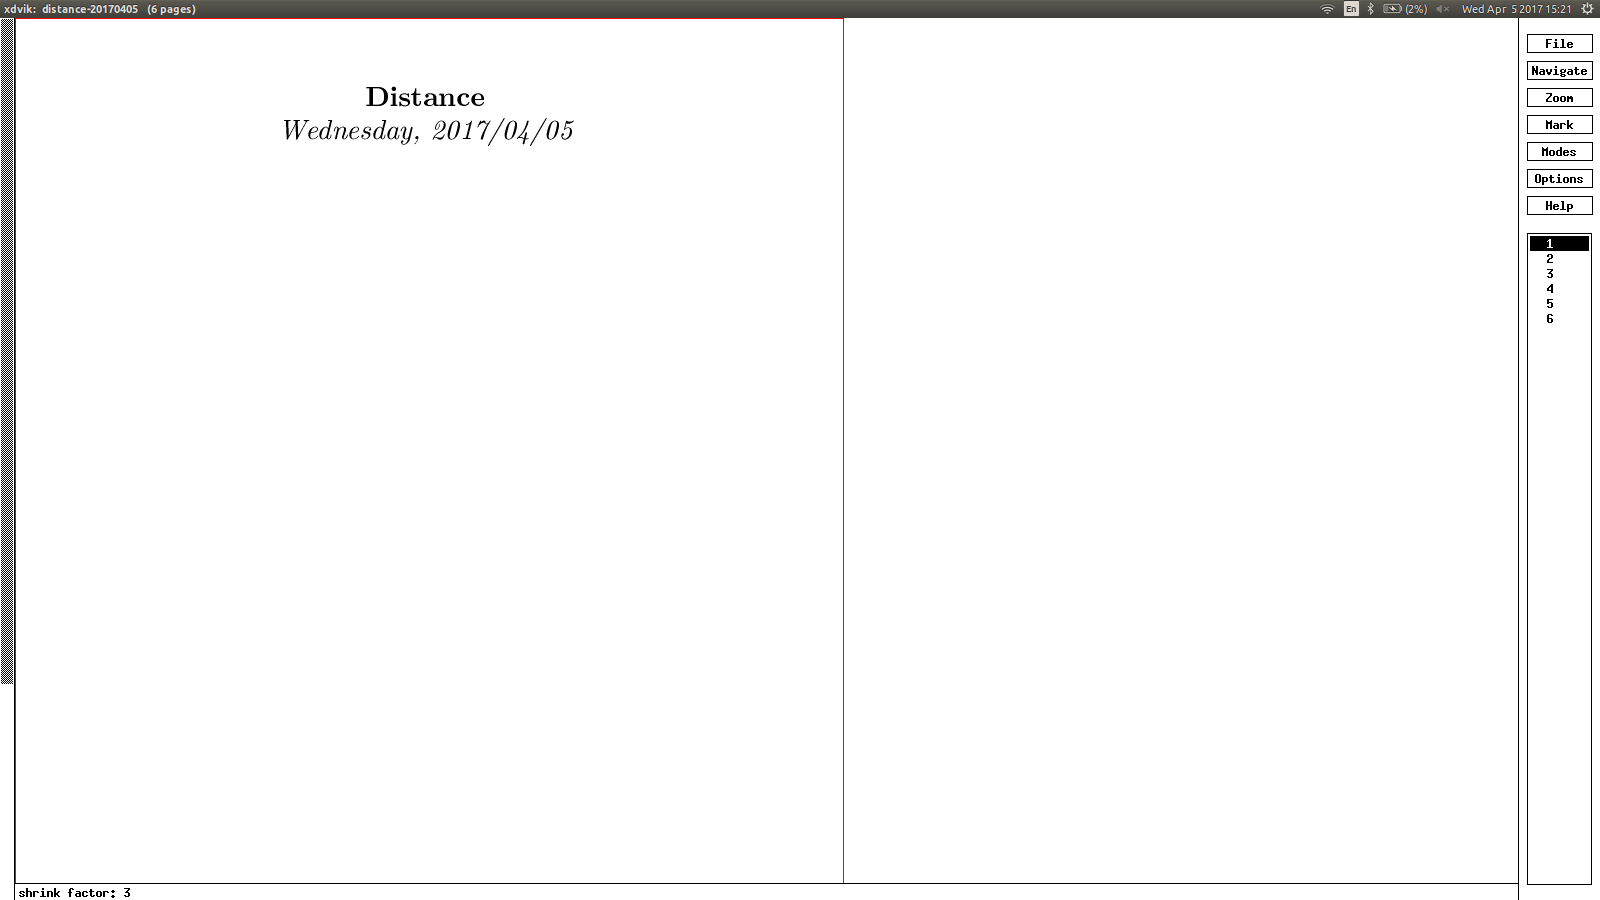 xdvik: distance-20170405 (6 pages)
En
(2%)
Wed Apr 5 2017 15:21
Distance
Wednesday, 2017/04/05
File
Navigate
Zoom
Mark
Modes
Options
Help
1
2
3
4
5
6
shrink factor: 3